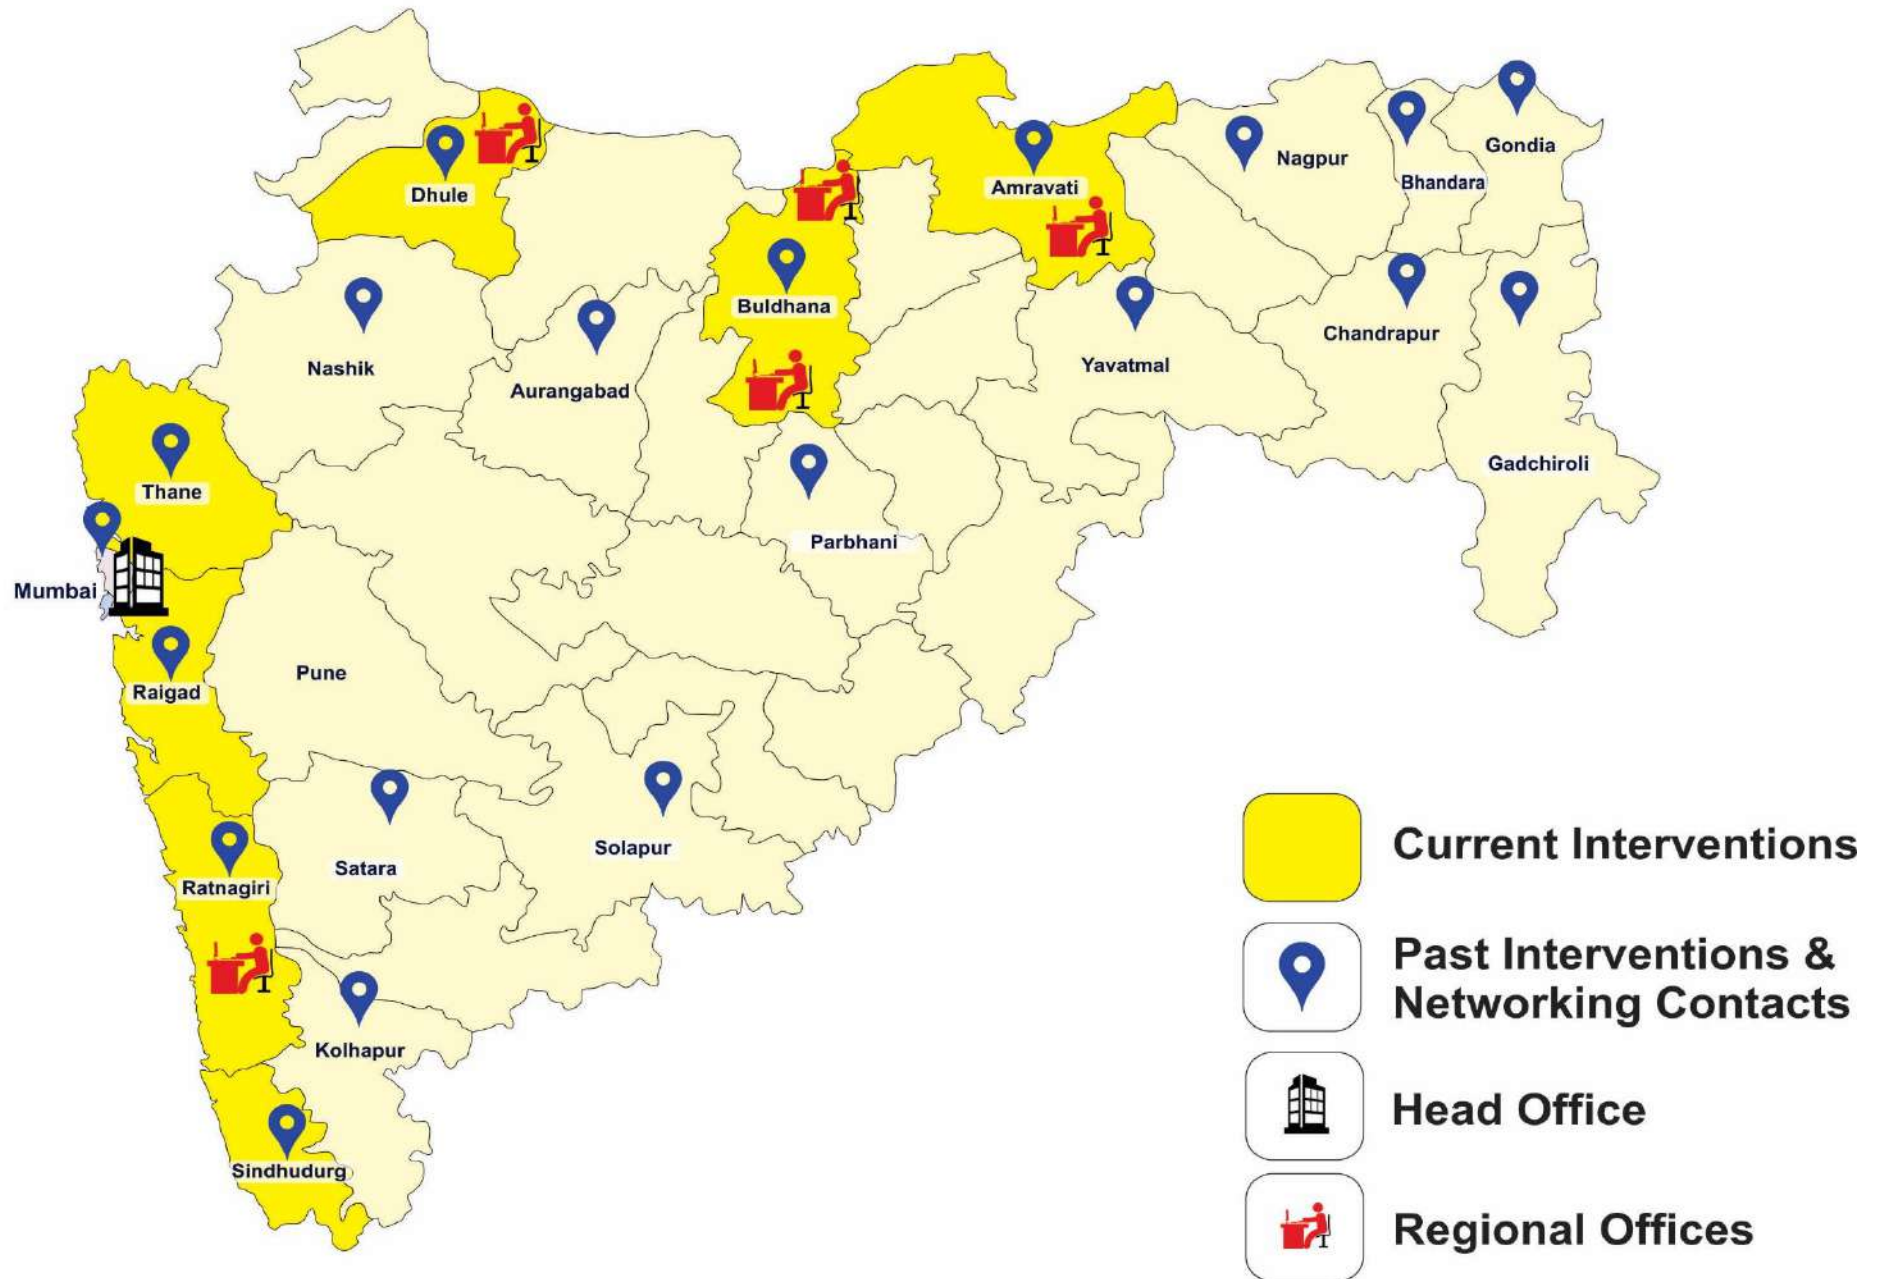 Gondia
Nagpur
Bhandara
Dhule
Amravati
Buldhana
Chandrapur
Nashik
Yavatmal
Aurangabad
Gadchiroli
Thane
Parbhani
Mumbai
Pune
Raigad
Solapur
Satara
Ratnagiri
Kolhapur
Sindhudurg
Current Interventions
Past Interventions &
Networking Contacts
Head Office
Regional Offices